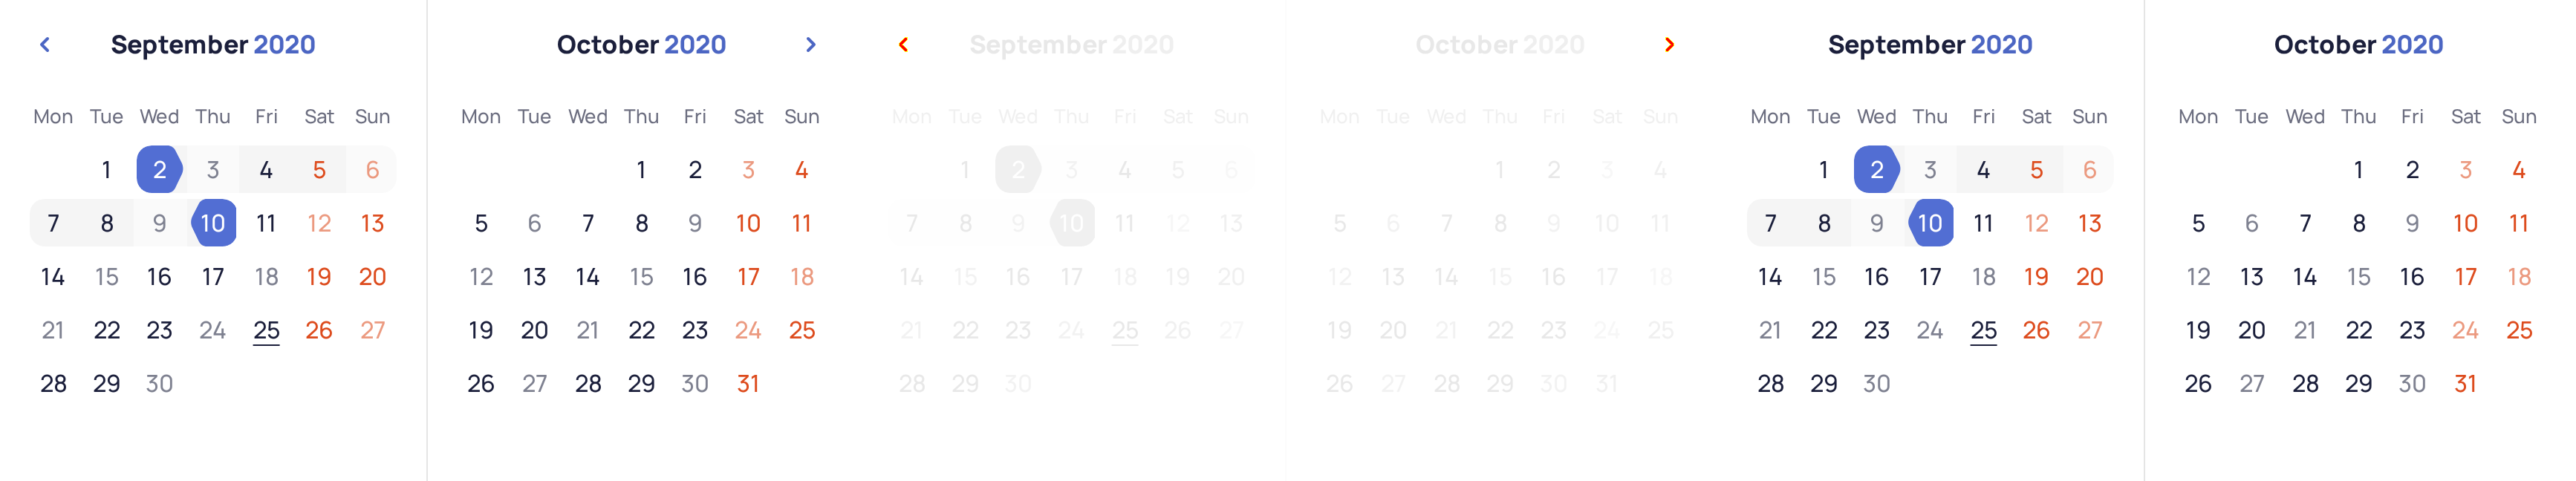 September 2020 October 2020 September 2020 October 2020 September 2020 October 2020
Mon Tue Wed Thu Fri Sat Sun Mon Tue Wed Thu Fri Sat Sun Mon Tue Wed Thu Fri Sat Sun Mon Tue Wed Thu Fri Sat Sun Mon Tue Wed Thu Fri Sat Sun Mon Tue Wed Thu Fri Sat Sun
1 2 3 4 5 6 1 2 3 4 1 2 3 4 5 6 1 2 3 4 1 2 3 4 5 6 1 2 3 4
7 8 9 10 11 12 13 5 6 7 8 9 10 11 7 8 9 10 11 12 13 5 6 7 8 9 10 11 7 8 9 10 11 12 13 5 6 7 8 9 10 11
14 15 16 17 18 19 20 12 13 14 15 16 17 18 14 15 16 17 18 19 20 12 13 14 15 16 17 18 14 15 16 17 18 19 20 12 13 14 15 16 17 18
21 22 23 24 25 26 27 19 20 21 22 23 24 25 21 22 23 24 25 26 27 19 20 21 22 23 24 25 21 22 23 24 25 26 27 19 20 21 22 23 24 25
28 29 30 26 27 28 29 30 31 28 29 30 26 27 28 29 30 31 28 29 30 26 27 28 29 30 31